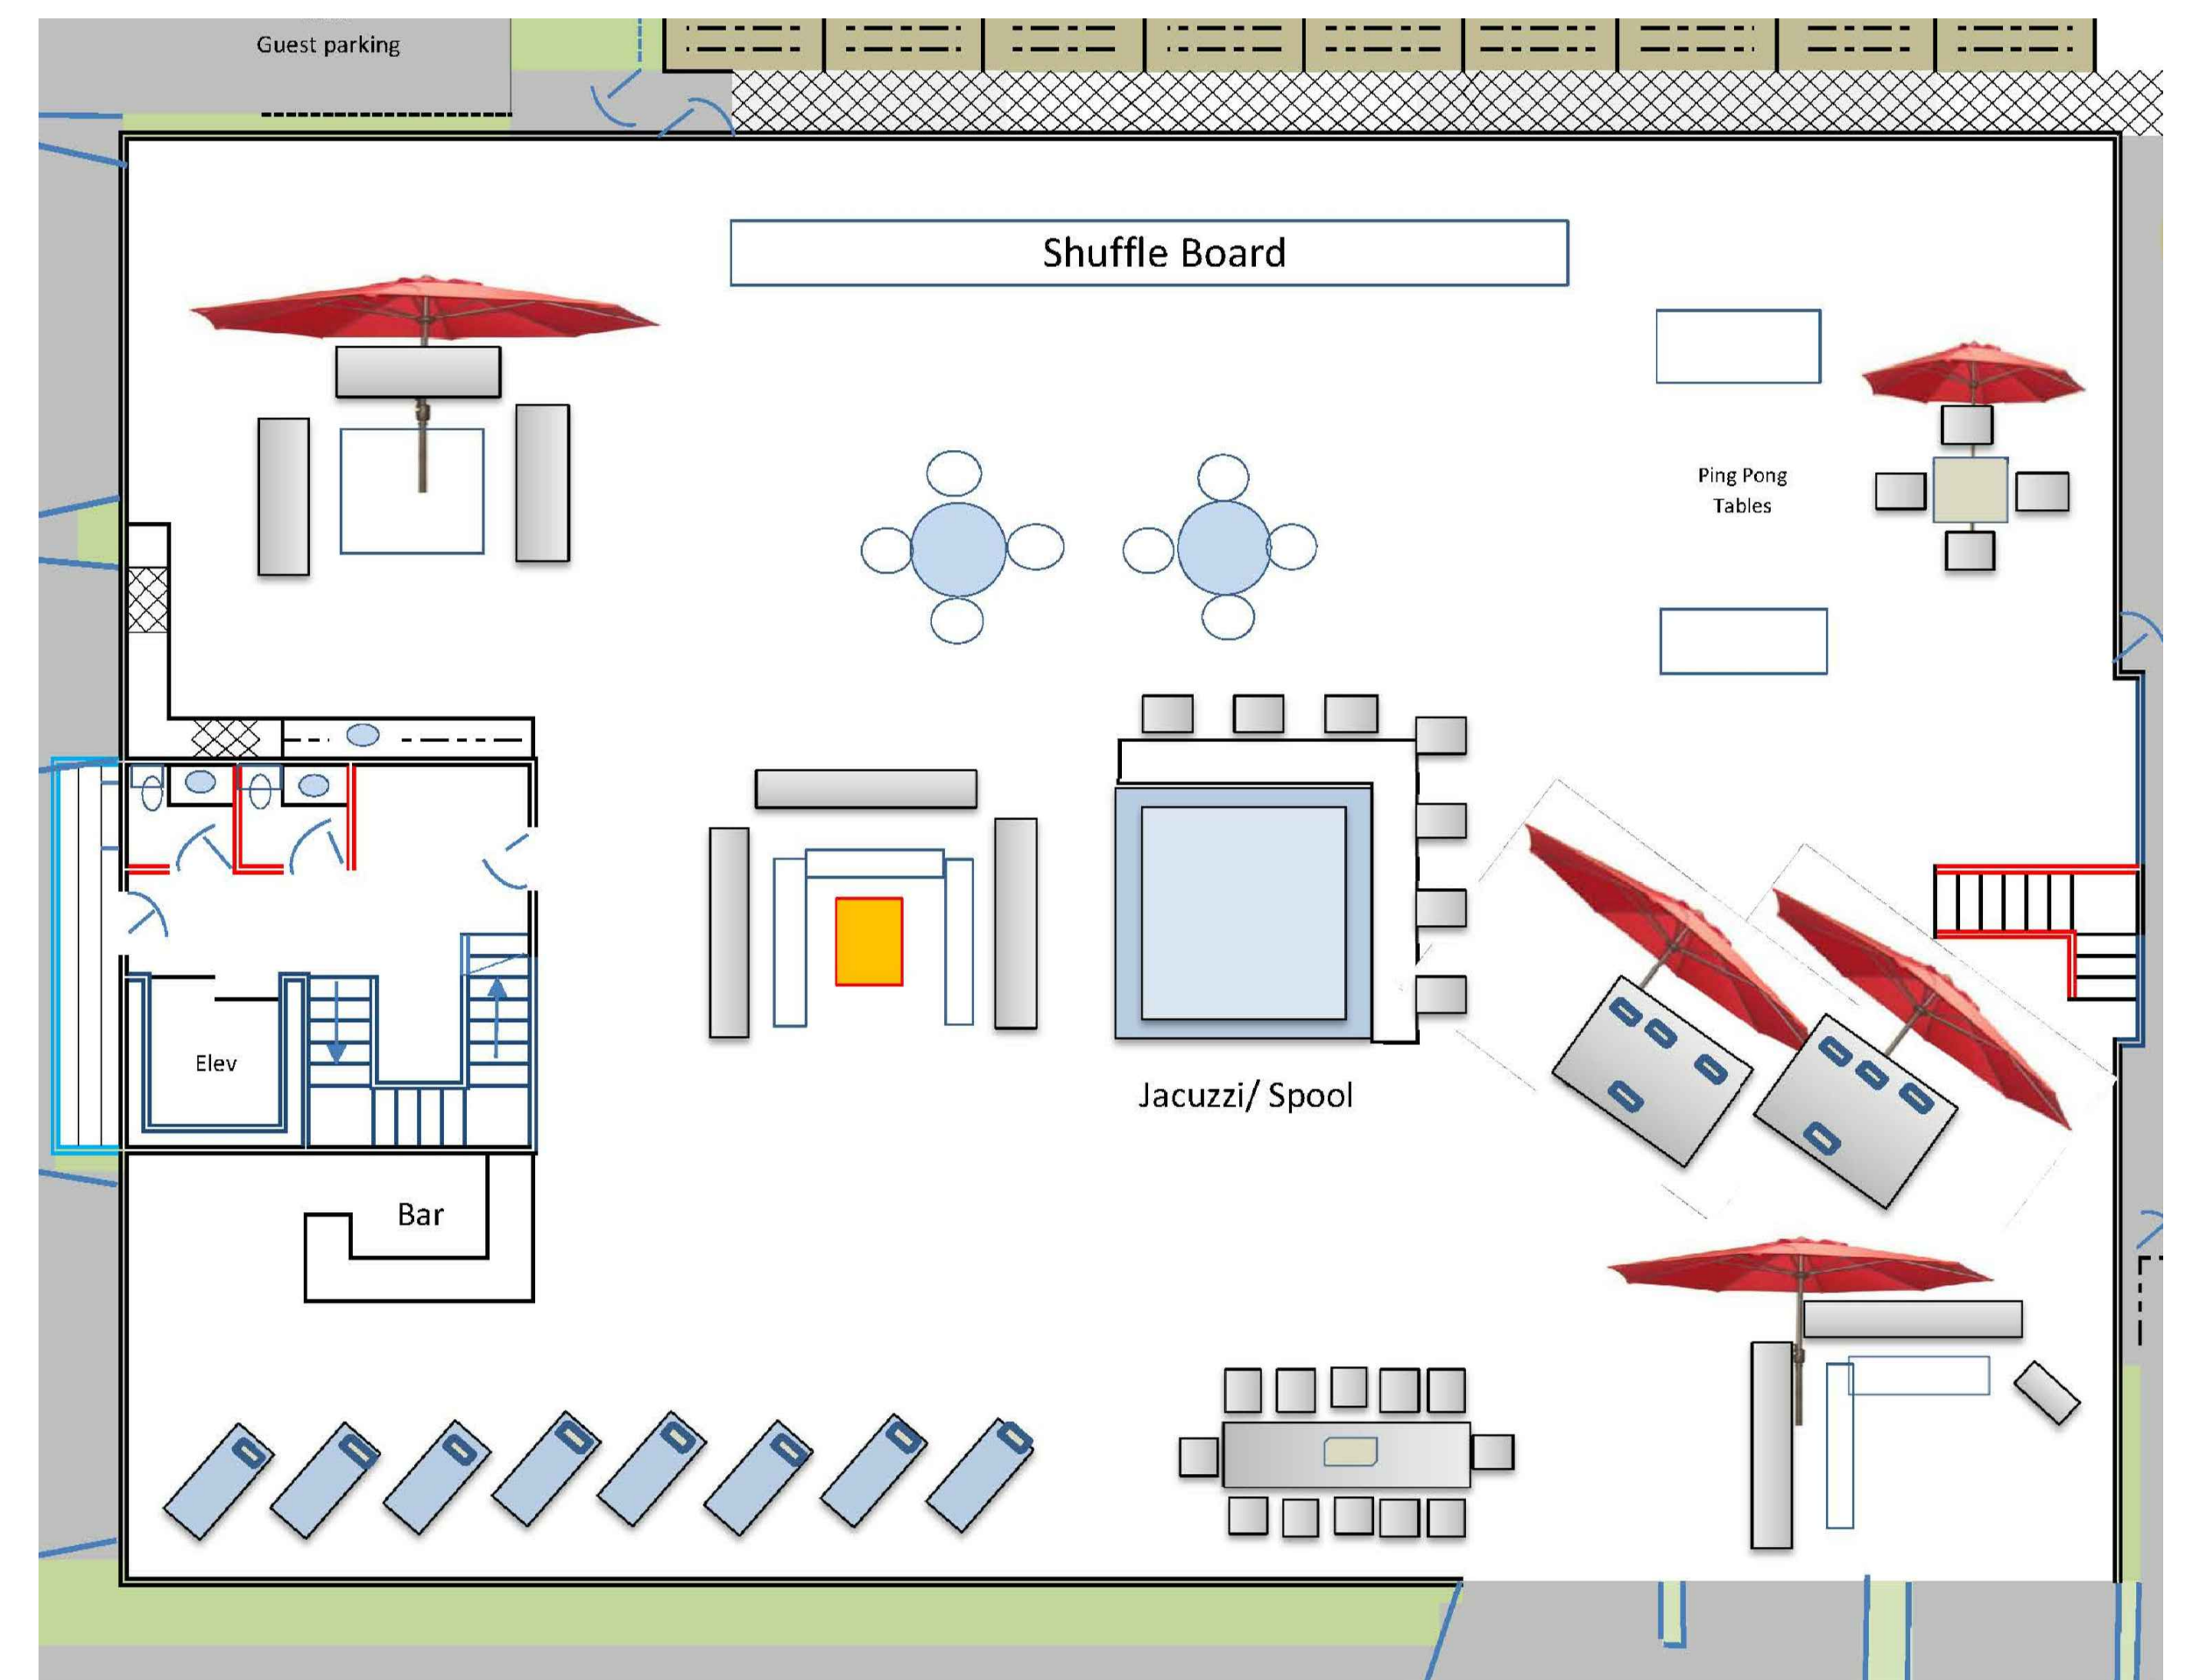 Guest parking
Shuffle Board
Ping Pong
Tables
Elev
Jacuzzi/ Spool
Bar